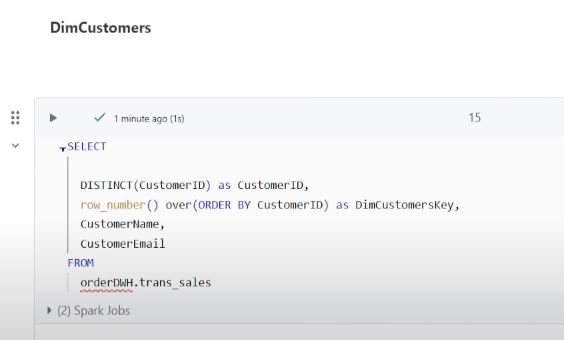 DimCustomers
1 minute ago (1s)
15
SELECT
DISTINCT(CustomerID) as CustomerID,
row_number() over(ORDER BY CustomerID) as DimCustomersKey,
CustomerName,
CustomerEmail
FROM
orderDWH.trans_sales
(2) Spark Jobs